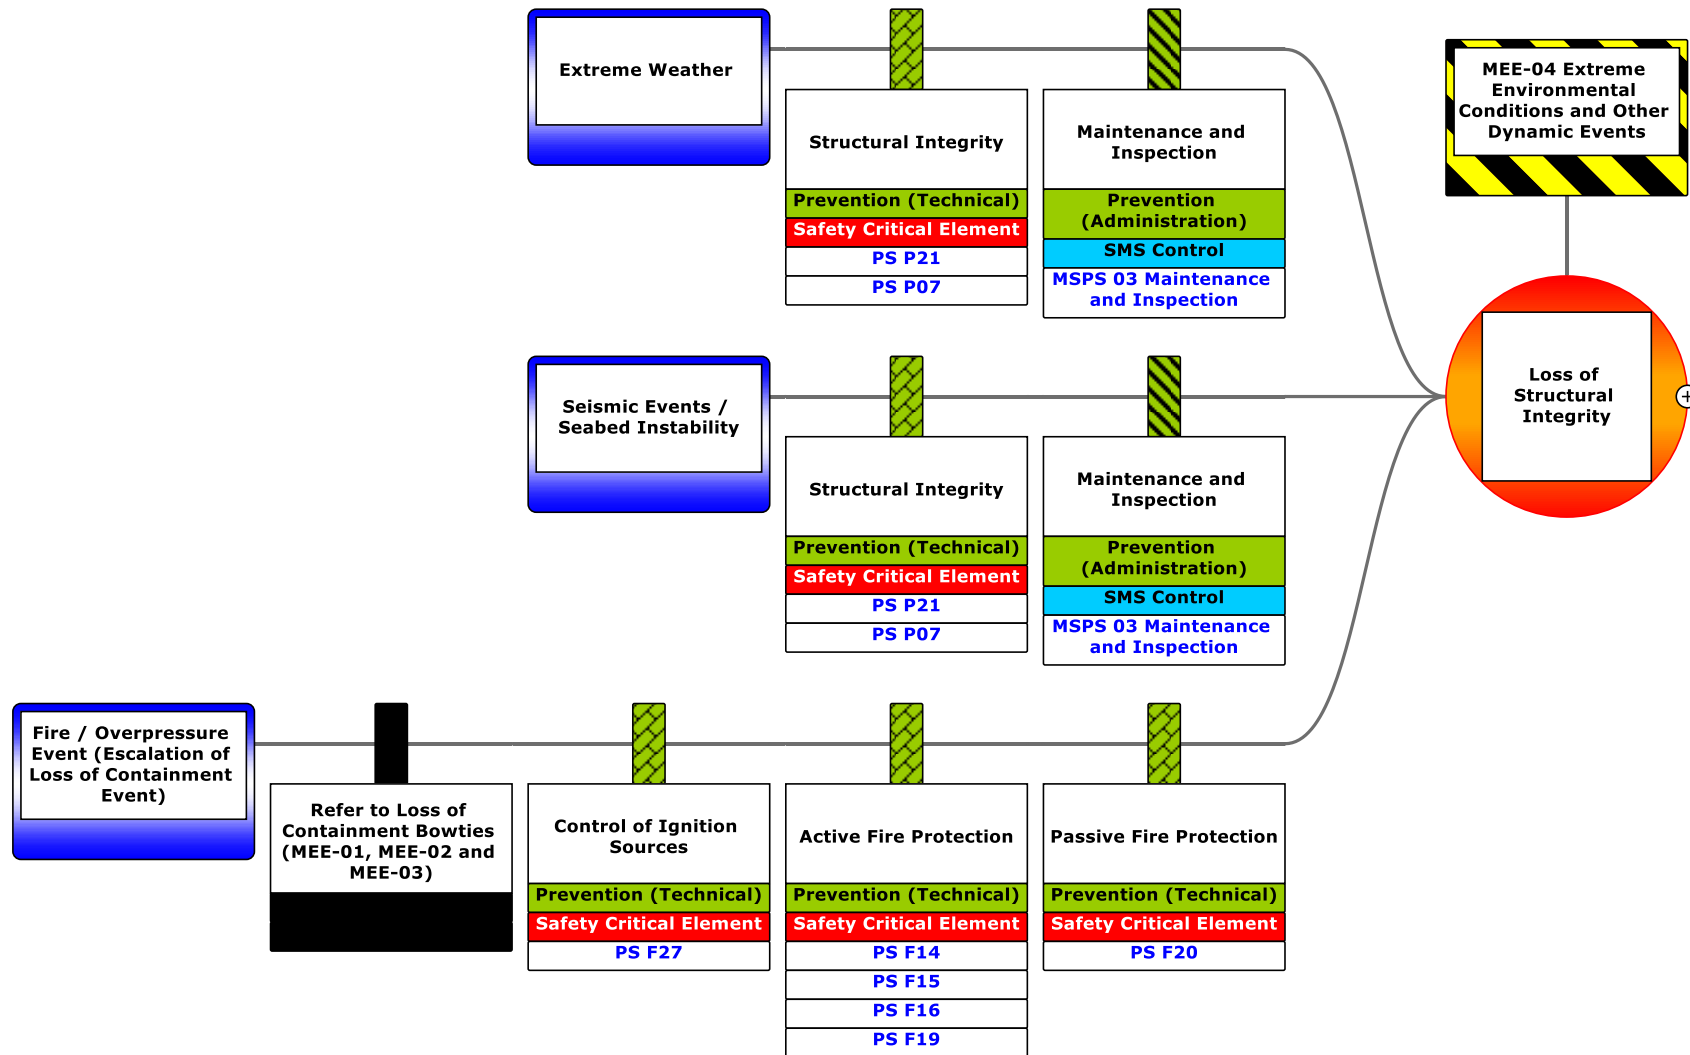 Extreme Weather
Structural Integrity
Prevention (Technical)
Safety Critical Element
PS P21
PS P07
Maintenance and
Inspection
Prevention
(Administration)
SMS Control
MSPS 03 Maintenance
and Inspection
MEE-04 Extreme
Environmental
Conditions and Other
Dynamic Events
Loss of
Structural
Integrity
+
Seismic Events /
Seabed Instability
Structural Integrity
Prevention (Technical)
Safety Critical Element
PS P21
PS P07
Maintenance and
Inspection
Prevention
(Administration)
SMS Control
MSPS 03 Maintenance
and Inspection
Fire / Overpressure
Event (Escalation of
Loss of Containment
Event)
Refer to Loss of
Containment Bowties
(MEE-01, MEE-02 and
MEE-03)
Control of Ignition
Sources
Prevention (Technical)
Safety Critical Element
PS F27
Active Fire Protection
Prevention (Technical)
Safety Critical Element
PS F14
PS F15
PS F16
PS F19
Passive Fire Protection
Prevention (Technical)
Safety Critical Element
PS F20